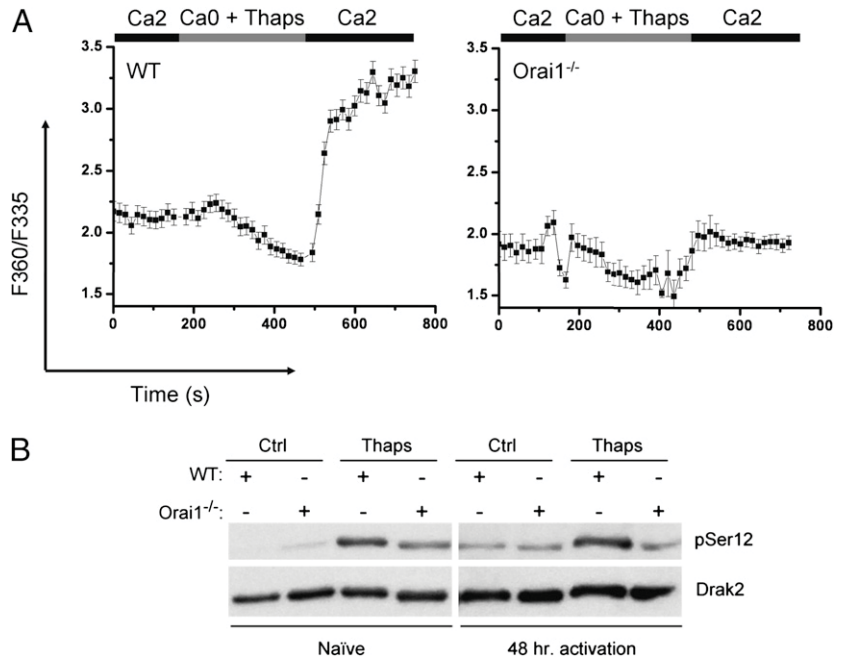 A
Ca2 Ca0 + Thaps Ca2
Ca2 Ca0 + Thaps Ca2
3.5
3.0
2.5
2.0
1.5
WT
0 200 400 600 800
3.5
3.0
2.5
2.0
1.5
Orai1-/-
0 200 400 600 800
F360/F335
Time (s)
B
Ctrl Thaps Ctrl Thaps
WT: + - + - + - + -
Orai1-/-: - + - + - + - +
pSer12
Drak2
Naïve 48 hr. activation